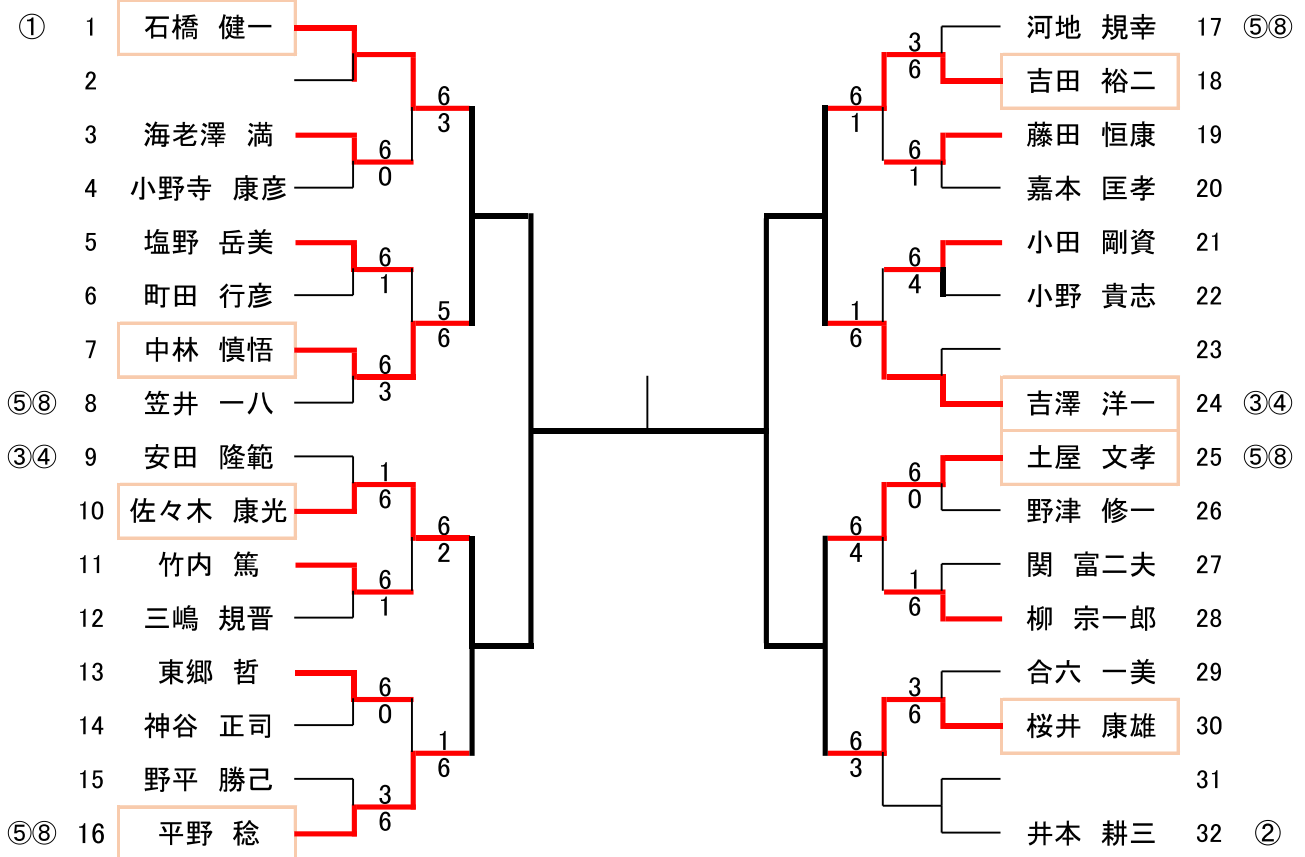 ① 1 石橋 健一
2
3 海老澤 満
4 小野寺 康彦
5 塩野 岳美
6 町田 行彦
7 中林 慎悟
⑤⑧ 8 笠井 一八
③④ 9 安田 隆範
10 佐々木 康光
11 竹内 篤
12 三嶋 規晋
13 東郷 哲
14 神谷 正司
15 野平 勝己
⑤⑧ 16 平野 稔
6
0
6
1
6
3
1
6
6
1
6
0
3
6
6
3
5
6
6
2
1
6
6
1
1
6
6
4
6
3
3
6
6
1
6
4
6
0
1
6
3
6
河地 規幸 17 ⑤⑧
吉田 裕二 18
藤田 恒康 19
嘉本 匡孝 20
小田 剛資 21
小野 貴志 22
23
吉澤 洋一 24 ③④
土屋 文孝 25 ⑤⑧
野津 修一 26
関 富二夫 27
柳 宗一郎 28
合六 一美 29
桜井 康雄 30
31
井本 耕三 32 ②